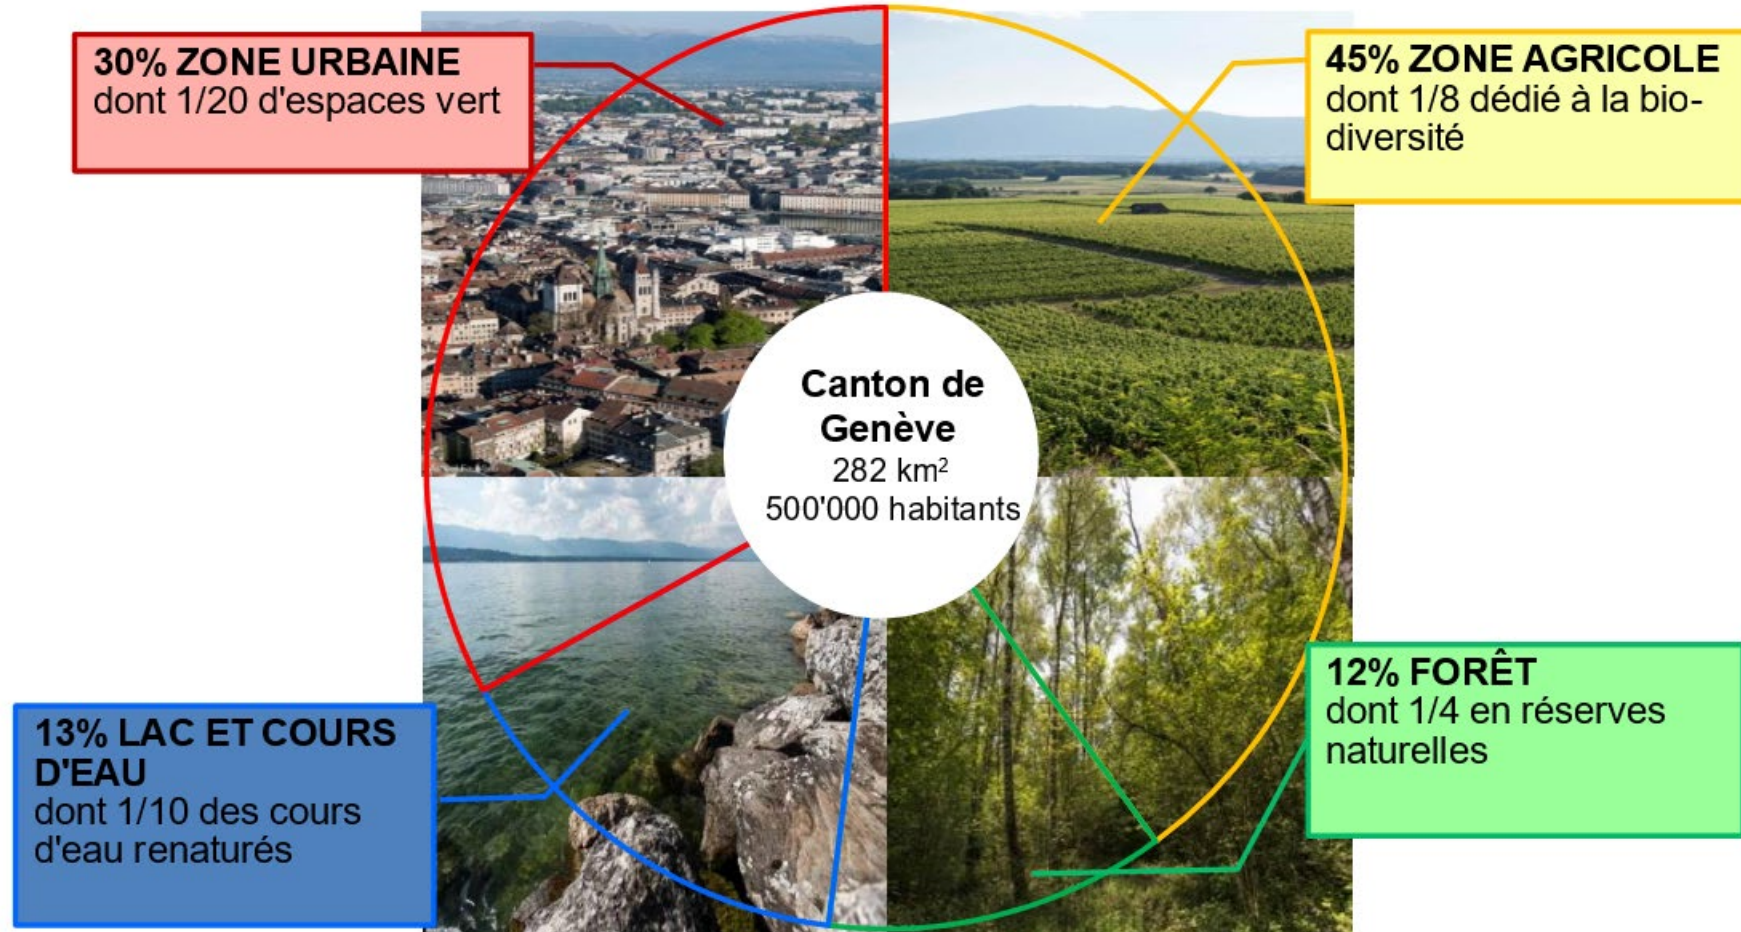 30% ZONE URBAINE
dont 1/20 d'espaces vert
45% ZONE AGRICOLE
dont 1/8 dédié à la bio-
diversité
Canton de
Genève
282 km²
500'000 habitants
13% LAC ET COURS
D'EAU
dont 1/10 des cours
d'eau renaturés
12% FORÊT
dont 1/4 en réserves
naturelles